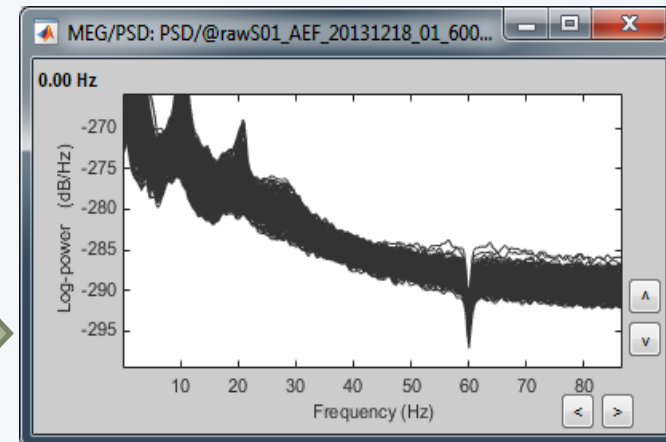 MEG/PSD: PSD/@rawS01_AEF_20131218_01_600...
0.00 Hz
Log-power (dB/Hz)
-270
-275
-280
-285
-290
-295
10 20 30 40 50 60 70 80
Frequency (Hz)